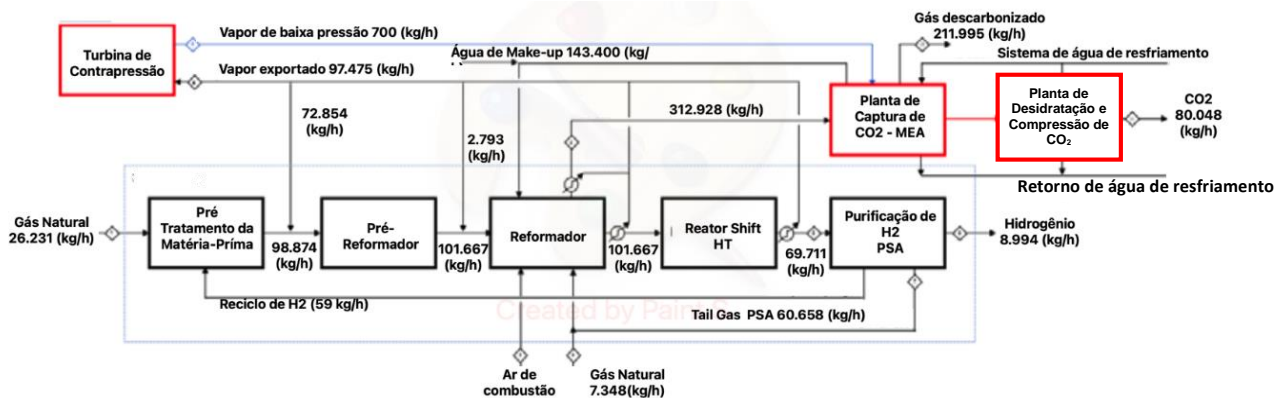 Gás descarbonizado
211.995 (kg/h)
Vapor de baixa pressão 700 (kg/h)
Sistema de água de resfriamento
Turbina de
Contrapressão
Água de Make-up 143.400 (kg/
Vapor exportado 97.475 (kg/h)
Planta de
Captura de
CO2 - MEA
Planta de
Desidratação e
Compressão de
CO₂
CO2
80.048
(kg/h)
72.854
(kg/h)
312.928 (kg/h)
2.793
(kg/h)
Retorno de água de resfriamento
Gás Natural
26.231 (kg/h)
Pré
Tratamento da
Matéria-Príma
98.874
(kg/h)
Pré-
Reformador
101.667
(kg/h)
Reformador
101.667
(kg/h)
Reator Shift
HT
69.711
(kg/h)
Purificação de
H2
PSA
Hidrogênio
8.994 (kg/h)
Reciclo de H2 (59 kg/h)
Created by Paint S
Tail Gas PSA 60.658 (kg/h)
Ar de
combustão
Gás Natural
7.348(kg/h)